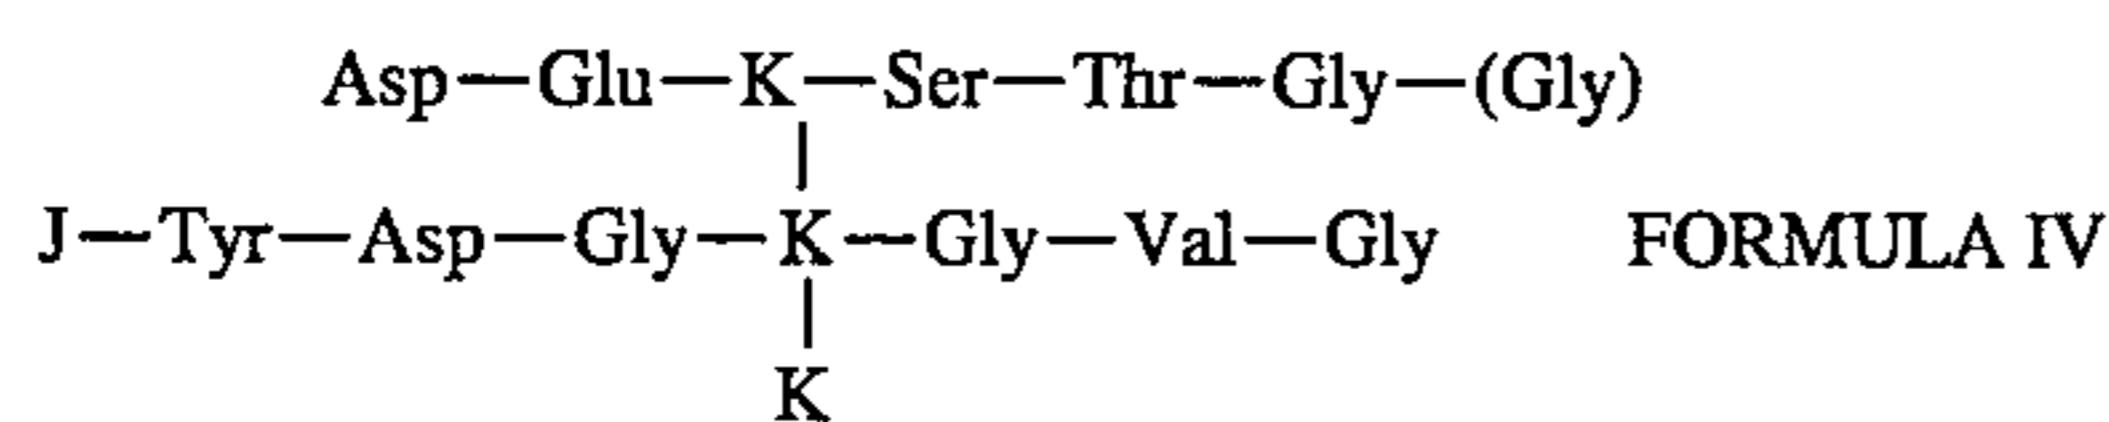 Asp—Glu—K—Ser—Thr—Gly—(Gly)
J—Tyr—Asp—Gly—K—Gly—Val—Gly FORMULA IV
K